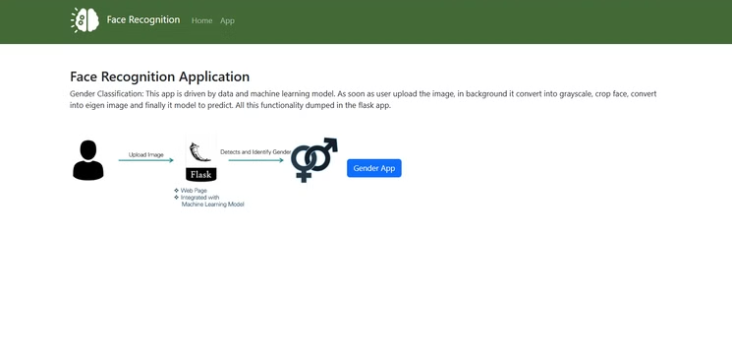 Face Recognition Home App
Face Recognition Application
Gender Classification: This app is driven by data and machine learning model. As soon as user upload the image, in background it convert into grayscale, crop face, convert
into eigen image and finally it model to predict. All this functionality dumped in the flask app.
Upload Image
Detects and Identify Gender
Flask
Gender App
❖ Web Page
❖ Integrated with
Machine Learning Model